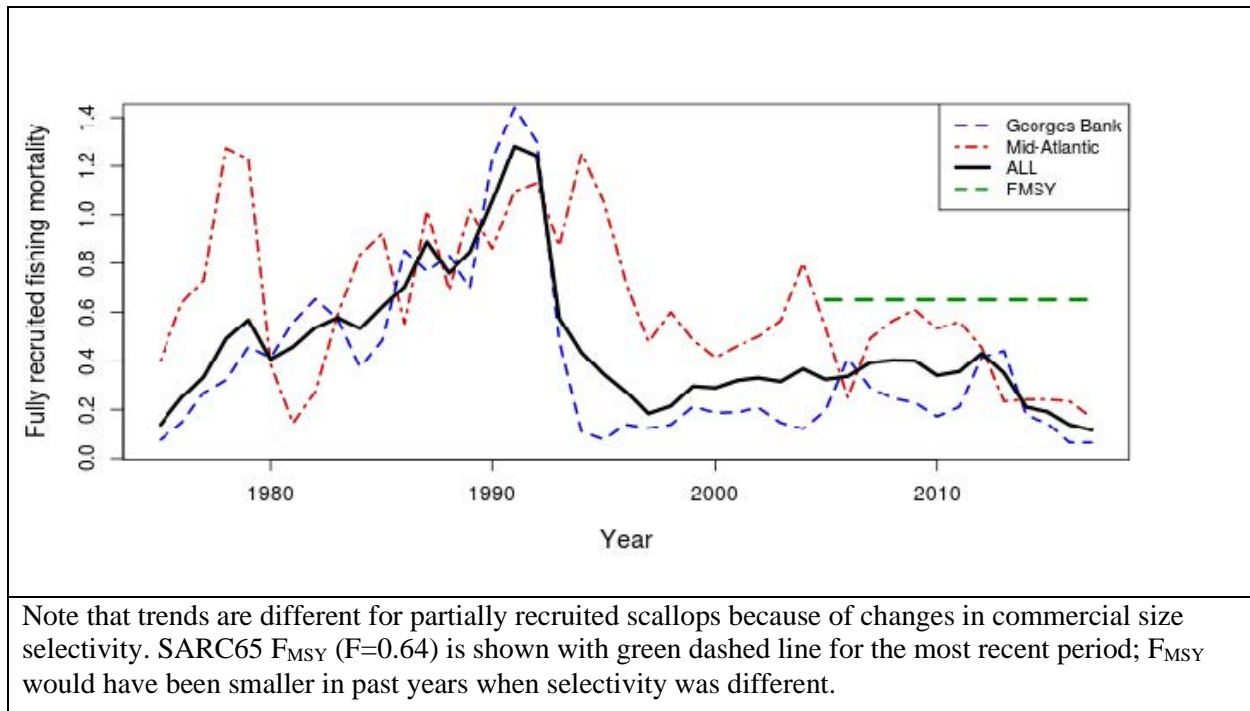 Fully recruited fishing mortality
1.4
1.2
1.0
0.8
0.6
0.4
0.2
0.0
Georges Bank
Mid-Atlantic
ALL
FMSY
1980
1990
2000
2010
Year
Note that trends are different for partially recruited scallops because of changes in commercial size
selectivity. SARC65 FMSY (F=0.64) is shown with green dashed line for the most recent period; FMSY
would have been smaller in past years when selectivity was different.